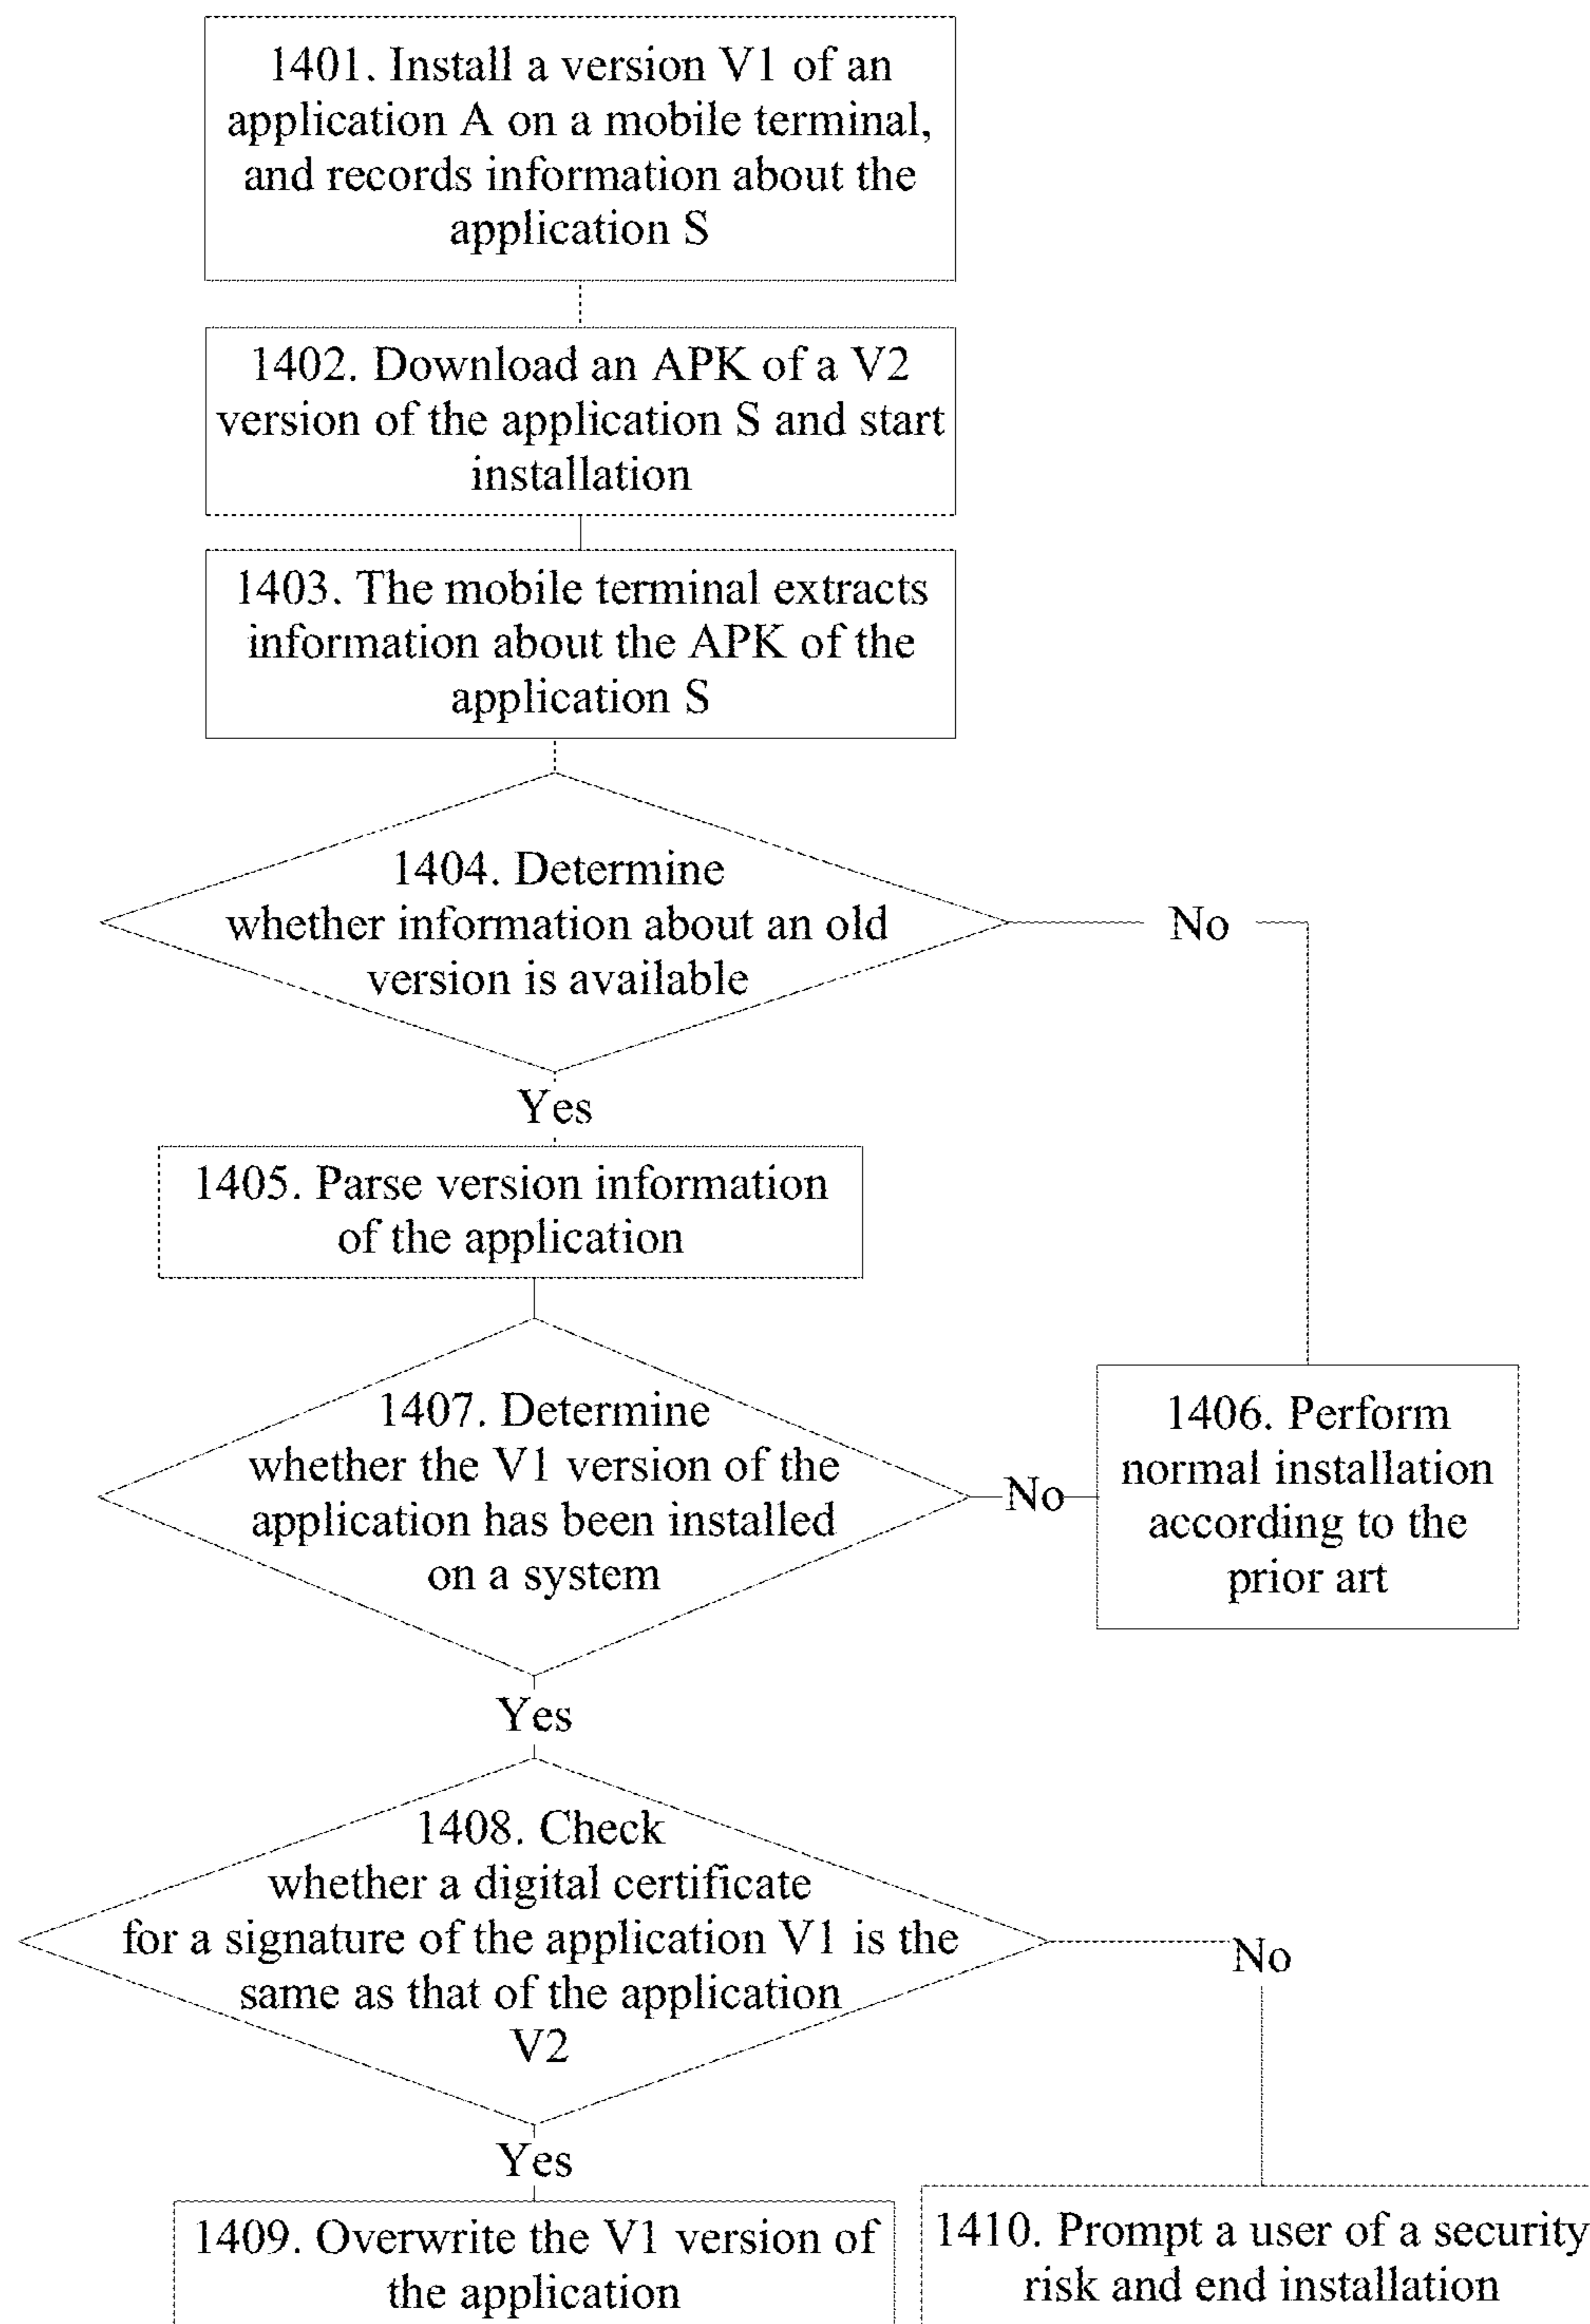 1401. Install a version V1 of an
application A on a mobile terminal,
and records information about the
application S
1402. Download an APK of a V2
version of the application S and start
installation
1403. The mobile terminal extracts
information about the APK of the
application S
1404. Determine
whether information about an old
version is available
No
Yes
1405. Parse version information
of the application
1407. Determine
whether the V1 version of the
application has been installed
on a system
No
1406. Perform
normal installation
according to the
prior art
Yes
1408. Check
whether a digital certificate
for a signature of the application V1 is the
same as that of the application
V2
No
Yes
1409. Overwrite the V1 version of
the application
1410. Prompt a user of a security
risk and end installation